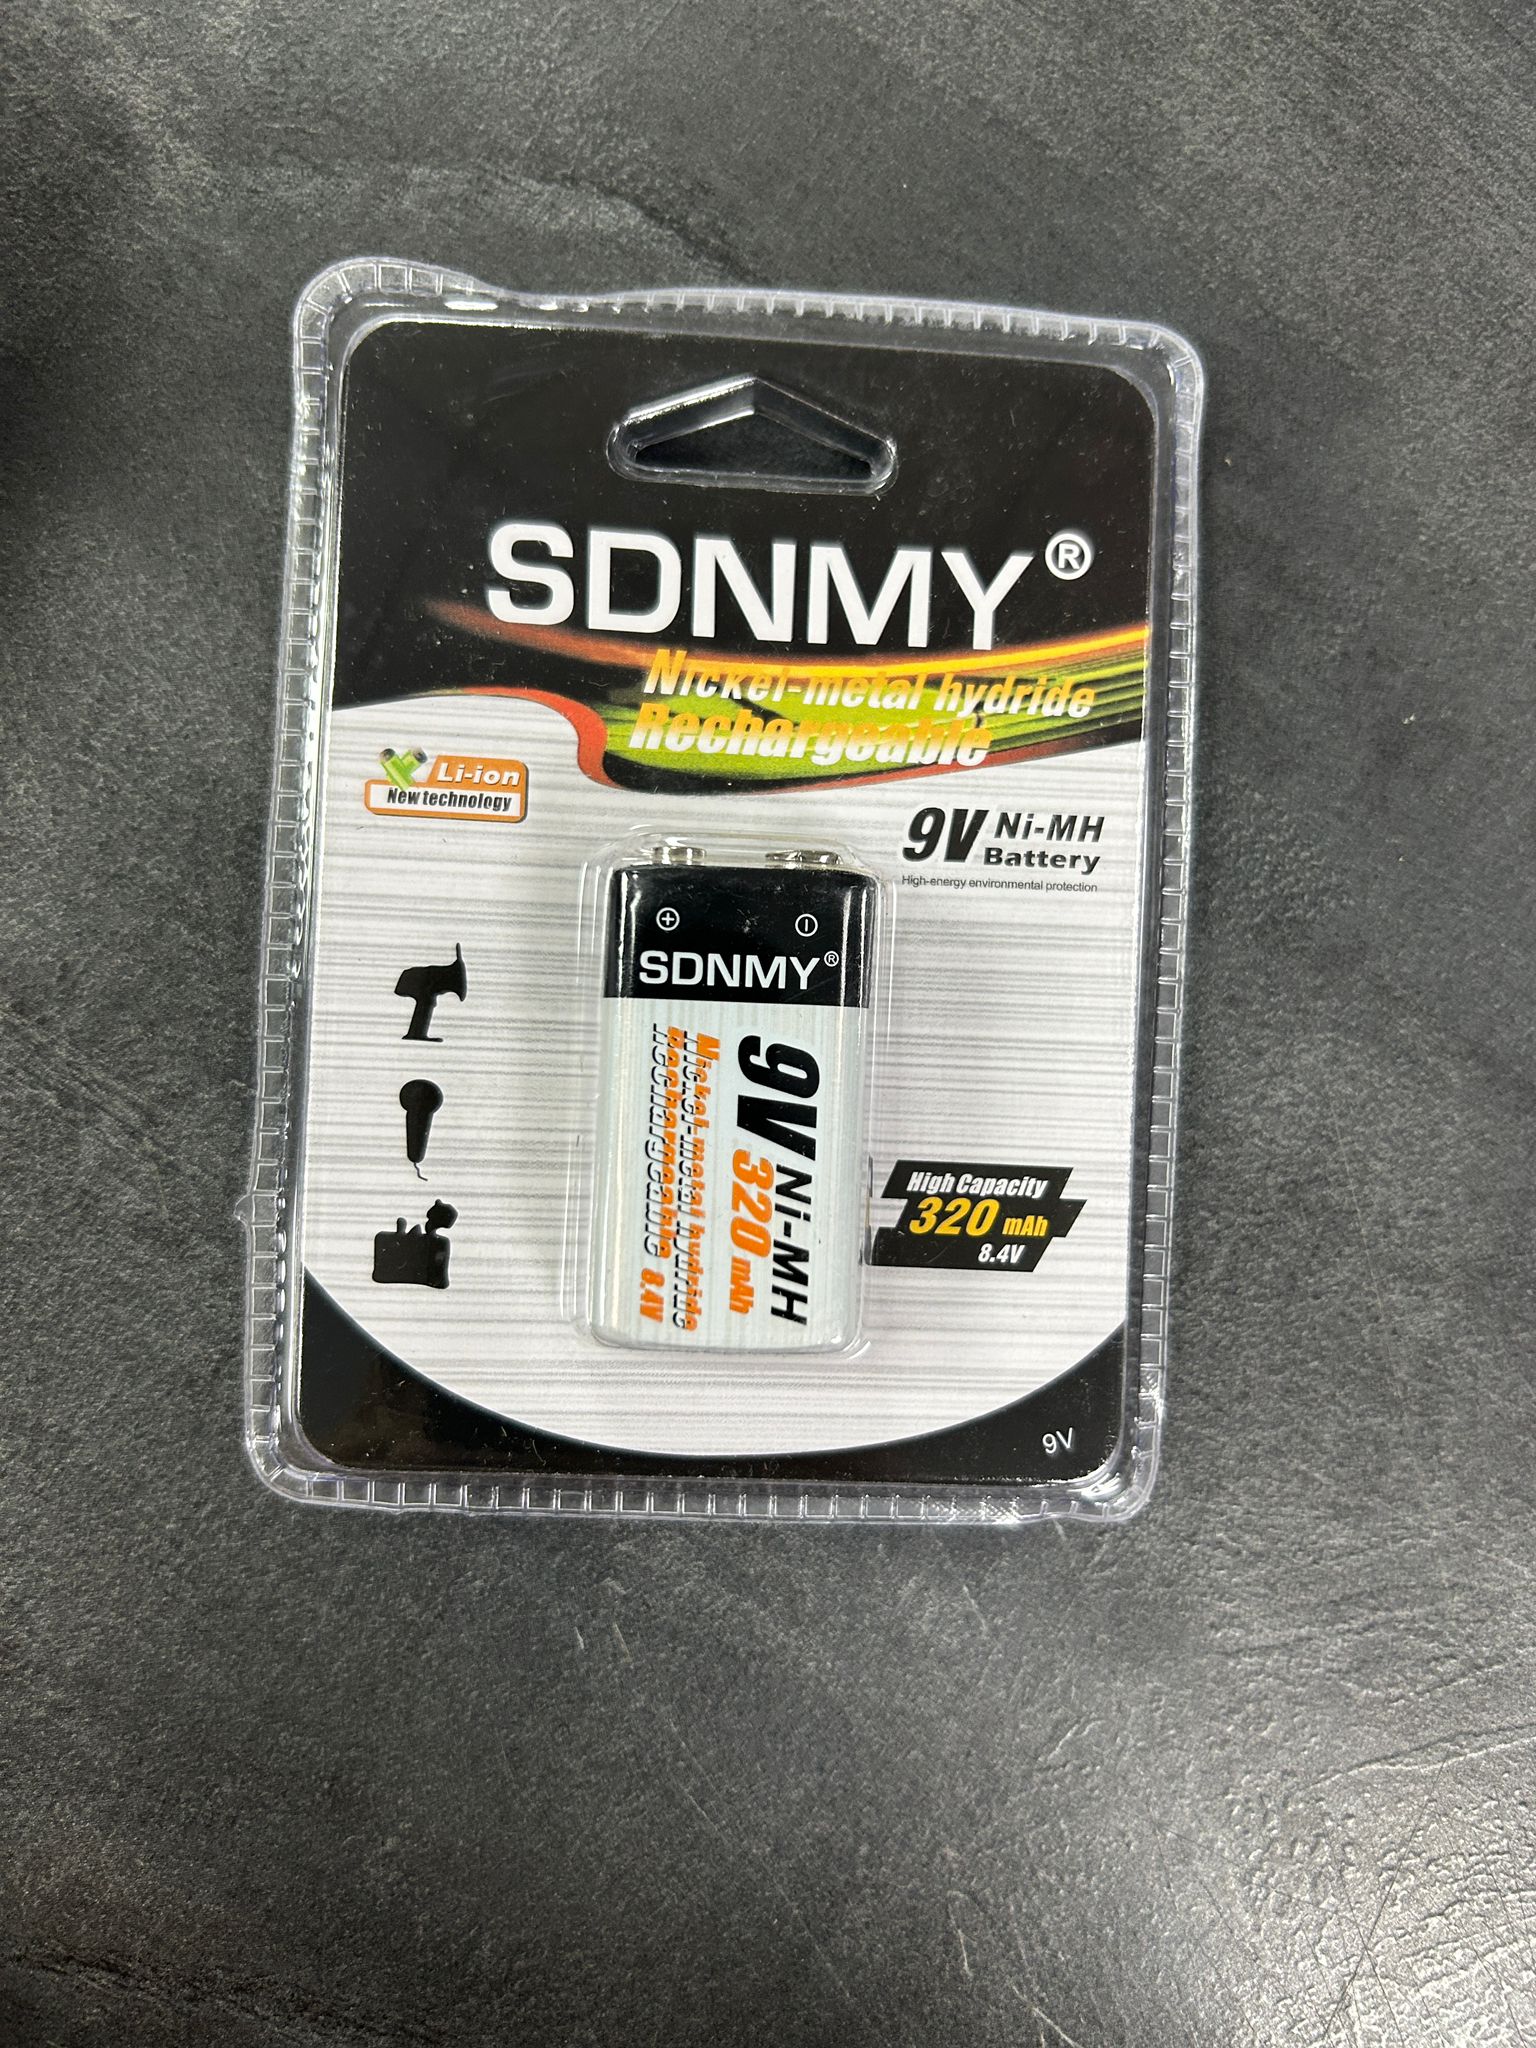 SDNMY®
Nickel-metal hydride
Rechargeable
Li-ion
New technology
9V Ni-MH
Battery
High-energy environmental protection
SDNMY®
9V Ni-MH
320 mAh
Nickel-metal hydride
Rechargeable 8.4V
High Capacity
320 mAh
8.4V
9V